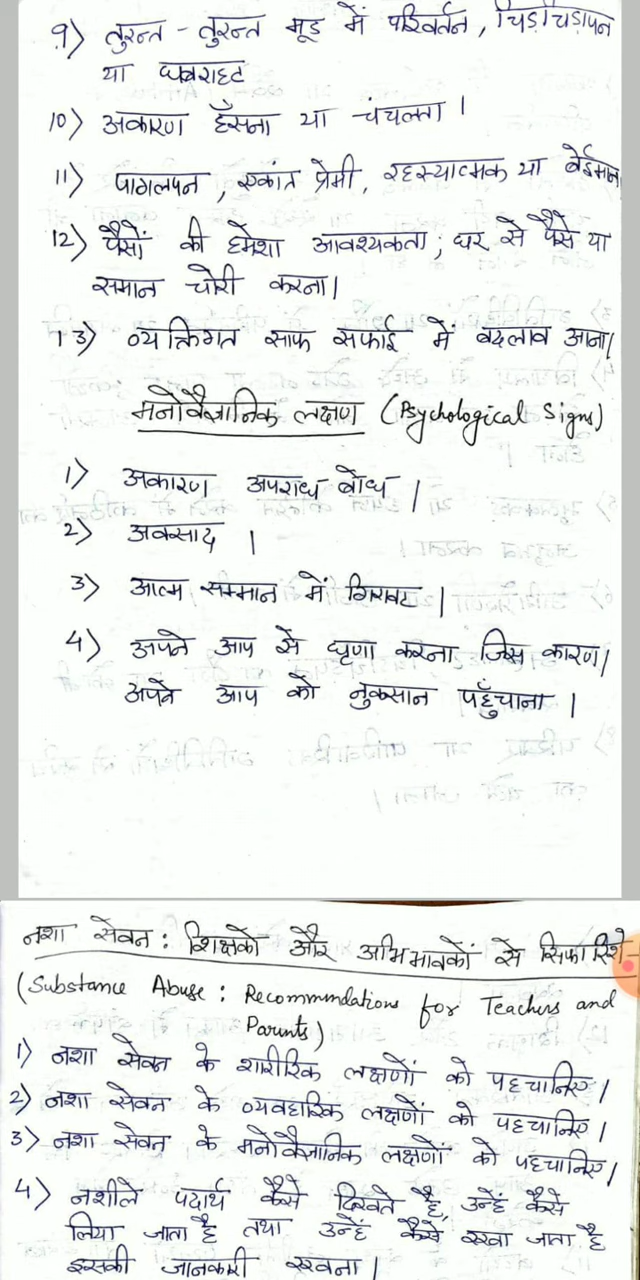 9) तुरन्त - तुरन्त मूड में परिवर्तन, चिड़चिड़ापन
या घबराहट
10) अकारण हँसना या चंचलता।
11) पागलपन, एकांत प्रेमी, रहस्यात्मक या बेईमान
12) पैसों की हमेशा आवश्यकता; घर से पैसे या
समान चोरी करना।
13) व्यक्तिगत साफ सफाई में बदलाव आना।
मनोवैज्ञानिक लक्षण (Psychological Signs)
1) अकारण अपराध बोध।
2) अवसाद।
3) आत्म सम्मान में गिरावट।
4) अपने आप से घृणा करना जिस कारण।
अपने आप को नुकसान पहुँचाना।
नशा सेवन : शिक्षकों और अभिभावकों से सिफारिशे-
(Substance Abuse : Recommendations for Teachers and
Parents)
1) नशा सेवन के शारीरिक लक्षणों को पहचानिए।
2) नशा सेवन के व्यवहारिक लक्षणों को पहचानिए।
3) नशा सेवन के मनोवैज्ञानिक लक्षणों को पहचानिए।
4) नशीले पदार्थ कैसे दिखते है, उन्हें कैसे
लिया जाता है तथा उन्हें कैसे रखा जाता है
इसकी जानकारी रखना।